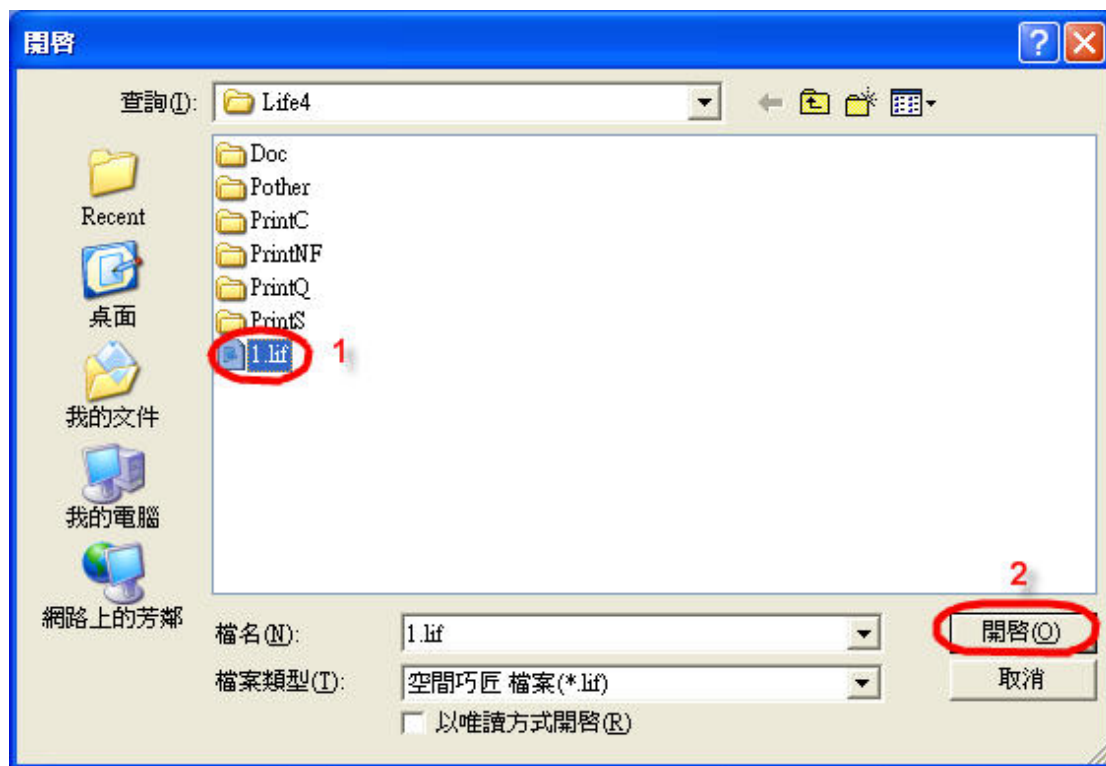 開啓
查詢(I):
Life4
Recent
桌面
我的文件
我的電腦
網路上的芳鄰
Doc
Pother
PrintC
PrintNF
PrintQ
PrintS
1.lif
1
2
檔名(N):
1.lif
開啓(O)
檔案類型(T):
空間巧匠 檔案(*.lif)
取消
以唯讀方式開啓(R)